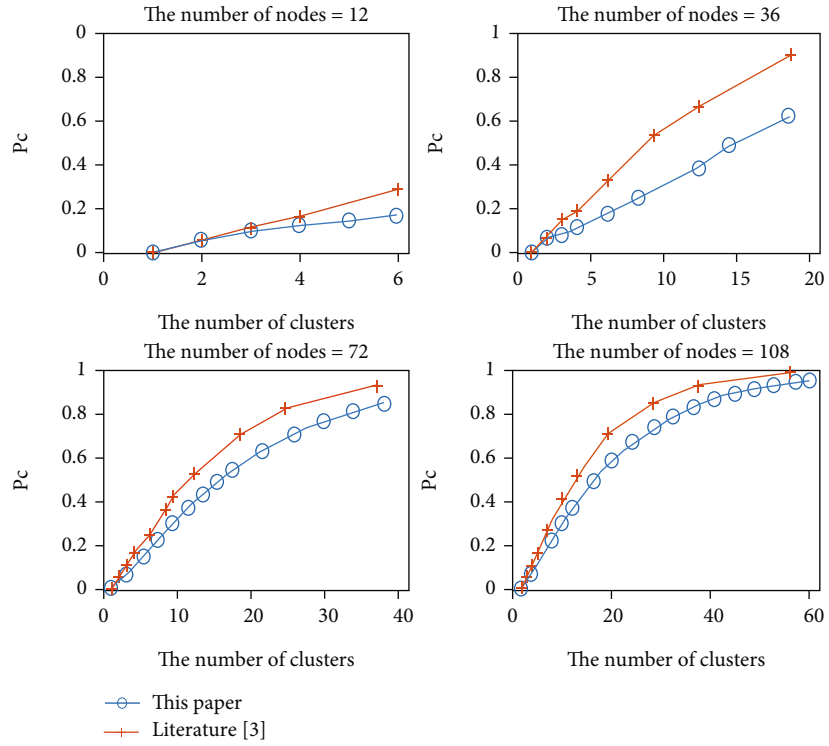 The number of nodes = 12
0
0.8
0.6
0.4
0.2
0
Pc
0 2 4 6
The number of clusters
The number of nodes = 36
1
0.8
0.6
0.4
0.2
0
Pc
0 5 10 15 20
The number of clusters
The number of nodes = 72
1
0.8
0.6
0.4
0.2
0
Pc
0 10 20 30 40
The number of clusters
The number of nodes = 108
1
0.8
0.6
0.4
0.2
0
Pc
0 20 40 60
The number of clusters
This paper
Literature [3]